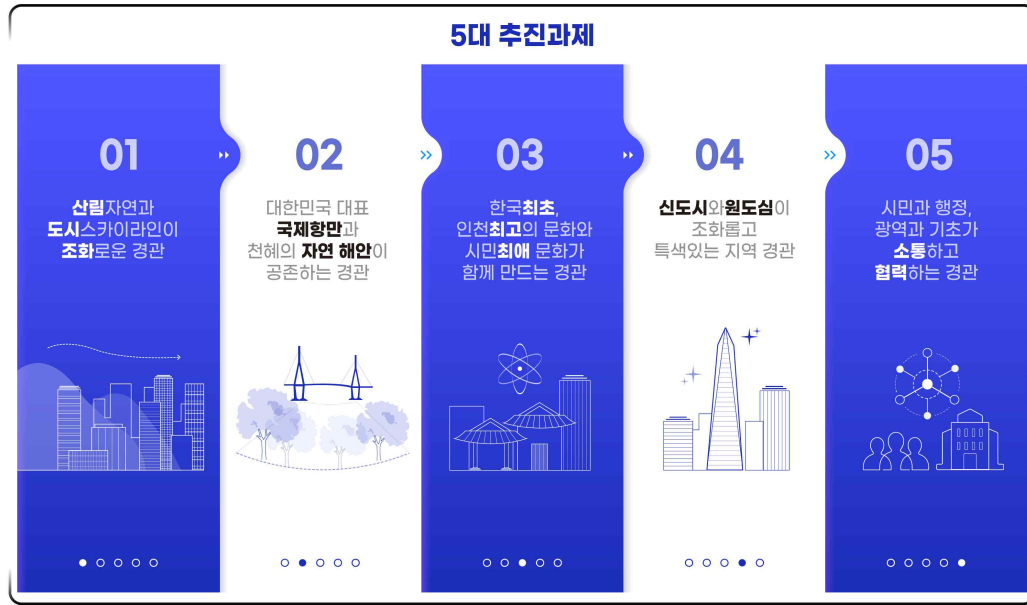 5대 추진과제
01
산림자연과
도시스카이라인이
조화로운 경관
02
대한민국 대표
국제항만과
천혜의 자연 해안이
공존하는 경관
03
한국최초,
인천최고의 문화와
시민최애 문화가
함께 만드는 경관
04
신도시와원도심이
조화롭고
특색있는 지역 경관
05
시민과 행정,
광역과 기초가
소통하고
협력하는 경관